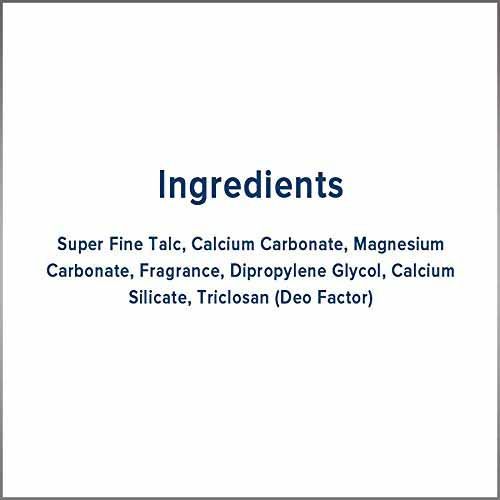 Ingredients
Super Fine Talc, Calcium Carbonate, Magnesium
Carbonate, Fragrance, Dipropylene Glycol, Calcium
Silicate, Triclosan (Deo Factor)